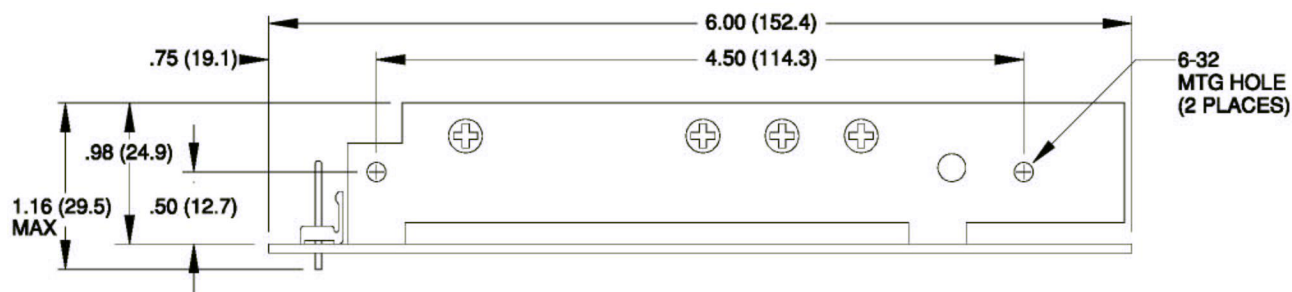 6.00 (152.4)
.75 (19.1)
4.50 (114.3)
6-32
MTG HOLE
(2 PLACES)
.98 (24.9)
1.16 (29.5)
MAX
.50 (12.7)